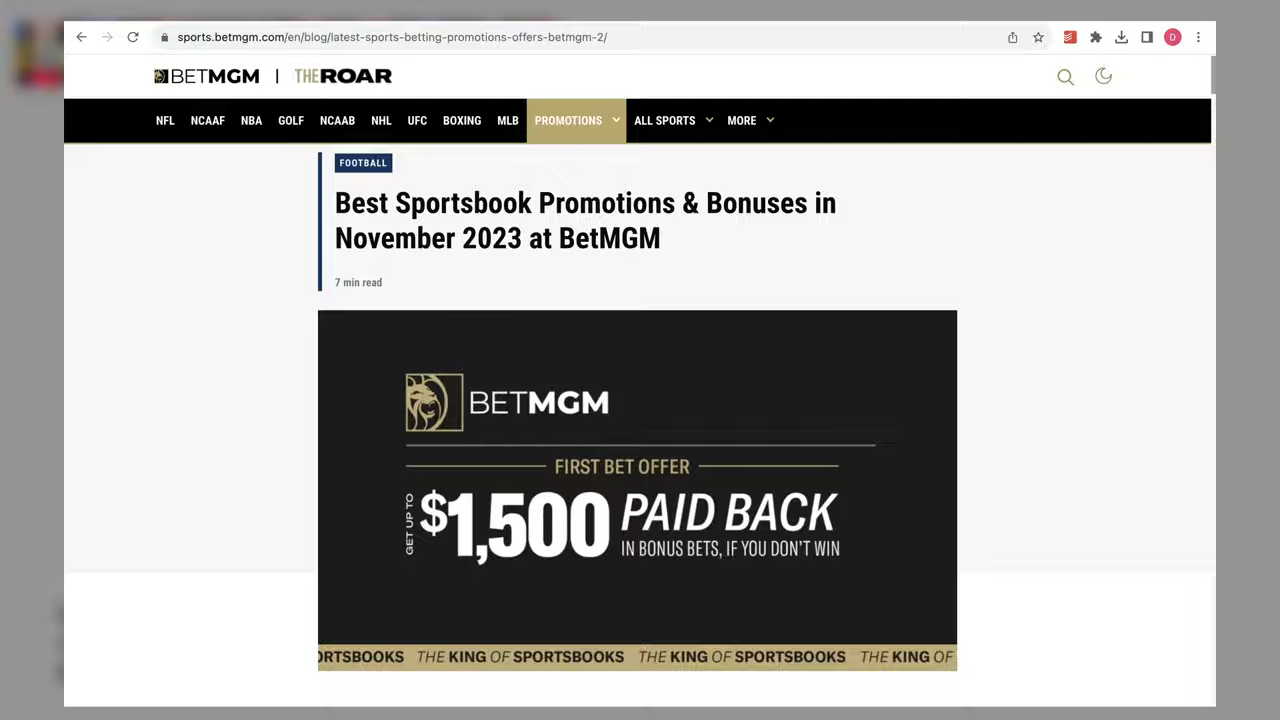 sports.betmgm.com/en/blog/latest-sports-betting-promotions-offers-betmgm-2/
D
BETMGM | THE ROAR
NFL NCAAF NBA GOLF NCAAB NHL UFC BOXING MLB PROMOTIONS ALL SPORTS MORE
FOOTBALL
Best Sportsbook Promotions & Bonuses in
November 2023 at BetMGM
7 min read
BETMGM
FIRST BET OFFER
GET UP TO $1,500 PAID BACK
IN BONUS BETS, IF YOU DON'T WIN
ORTSBOOKS THE KING OF SPORTSBOOKS THE KING OF SPORTSBOOKS THE KING OF